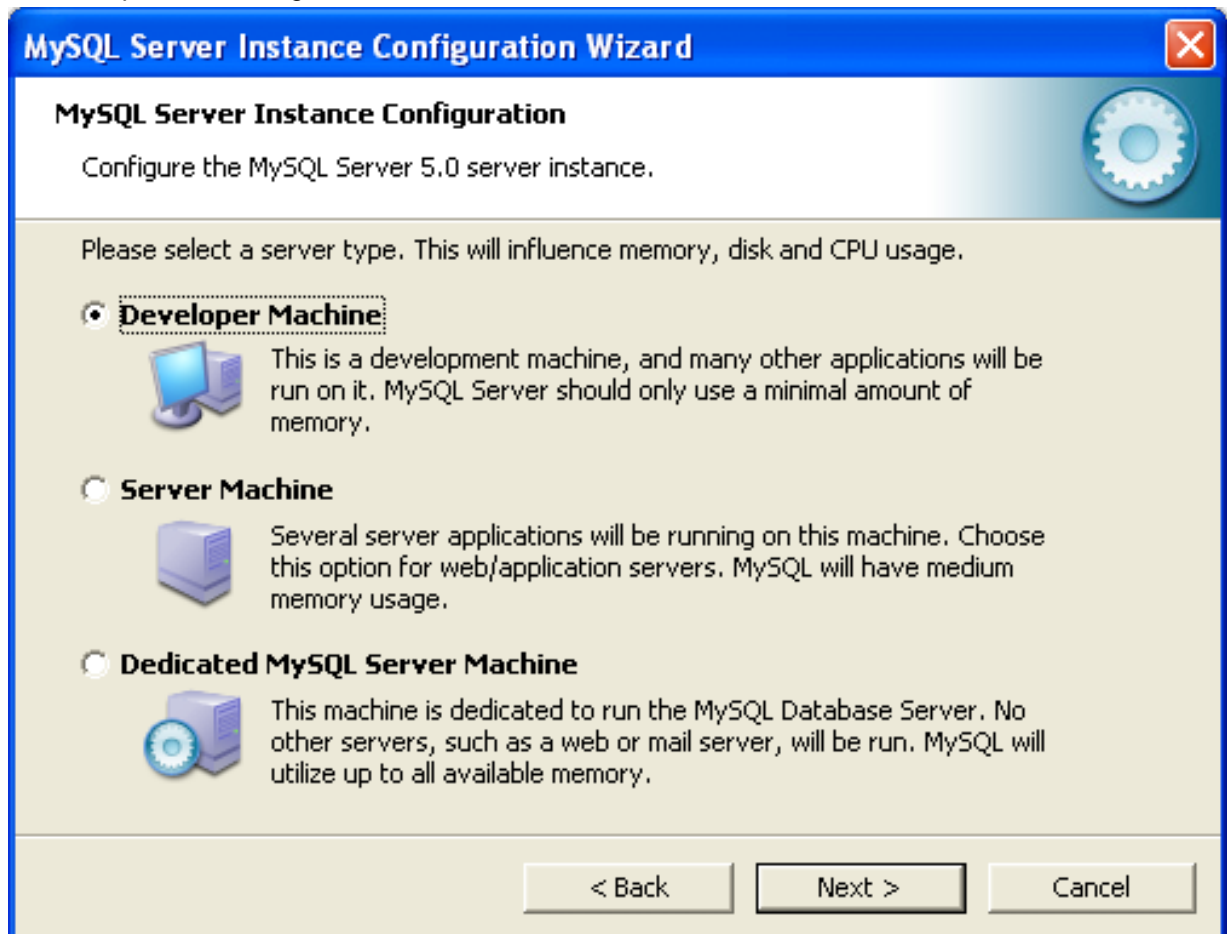 MySQL Server Instance Configuration Wizard
MySQL Server Instance Configuration
Configure the MySQL Server 5.0 server instance.
Please select a server type. This will influence memory, disk and CPU usage.
Developer Machine
This is a development machine, and many other applications will be
run on it. MySQL Server should only use a minimal amount of
memory.
Server Machine
Several server applications will be running on this machine. Choose
this option for web/application servers. MySQL will have medium
memory usage.
Dedicated MySQL Server Machine
This machine is dedicated to run the MySQL Database Server. No
other servers, such as a web or mail server, will be run. MySQL will
utilize up to all available memory.
< Back Next > Cancel